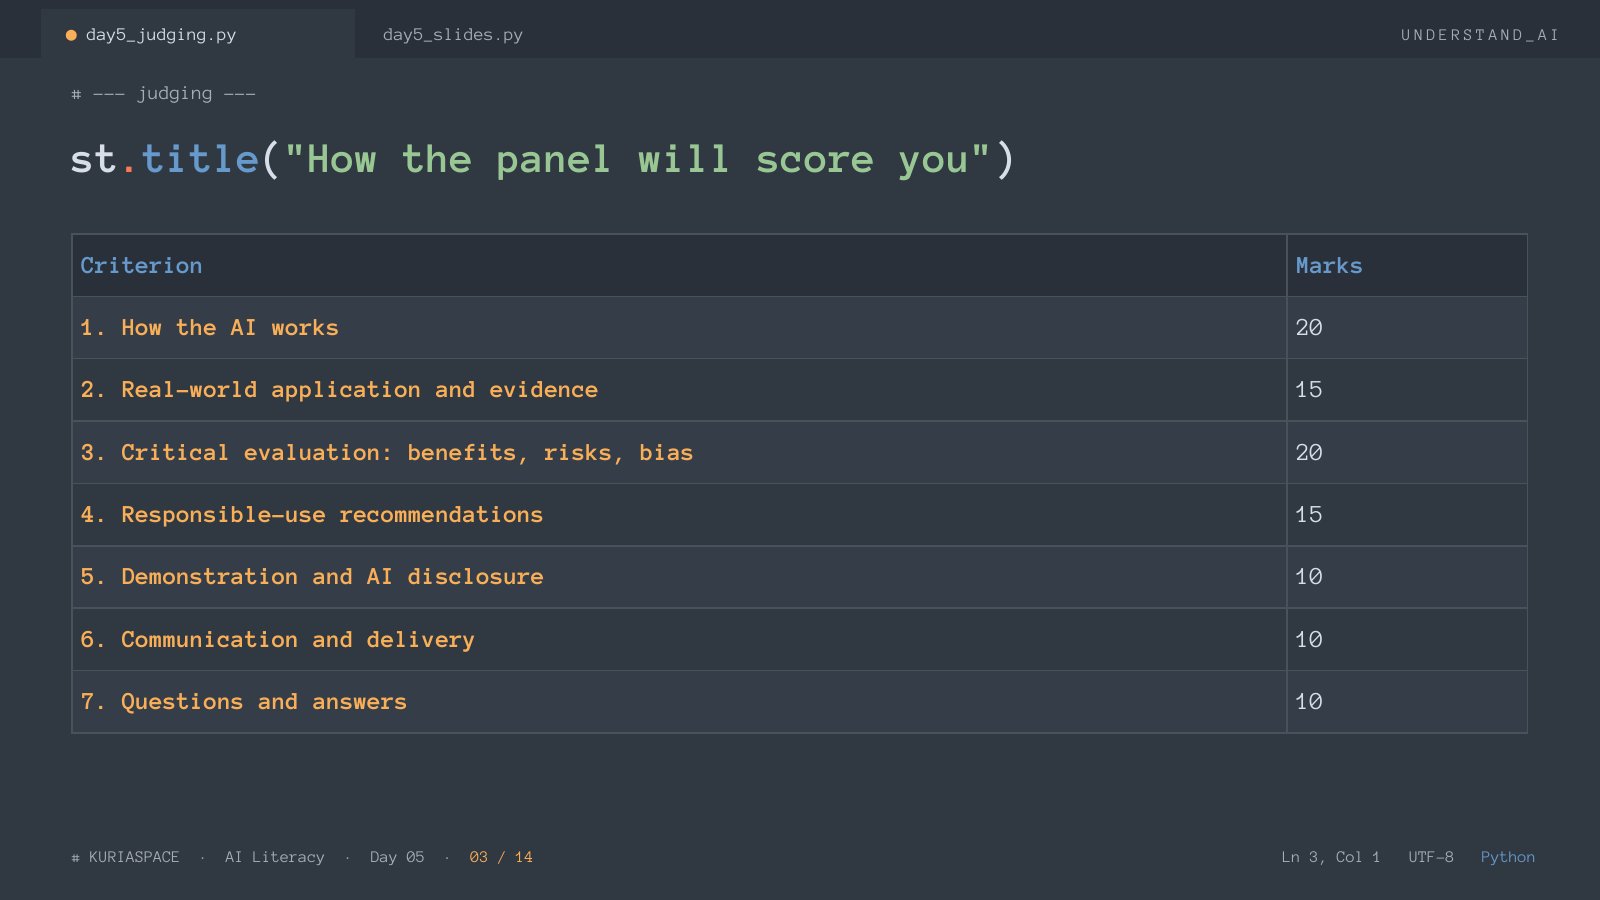 day5_judging.py day5_slides.py UNDERSTAND_AI
# --- judging ---
st.title("How the panel will score you")
Criterion Marks
1. How the AI works 20
2. Real-world application and evidence 15
3. Critical evaluation: benefits, risks, bias 20
4. Responsible-use recommendations 15
5. Demonstration and AI disclosure 10
6. Communication and delivery 10
7. Questions and answers 10
# KURIASPACE · AI Literacy · Day 05 · 03 / 14 Ln 3, Col 1 UTF-8 Python